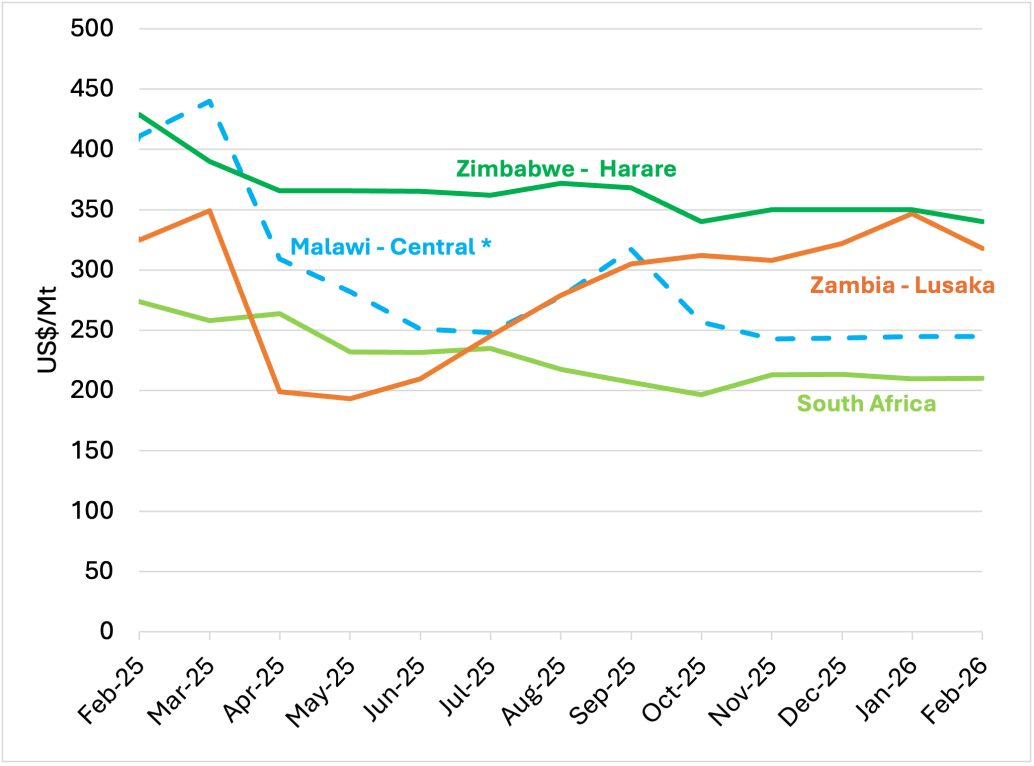 500
450
400
350
300
250
200
150
100
50
0
US$/Mt
Zimbabwe - Harare
Malawi - Central *
Zambia - Lusaka
South Africa
Feb-25
Mar-25
Apr-25
May-25
Jun-25
Jul-25
Aug-25
Sep-25
Oct-25
Nov-25
Dec-25
Jan-26
Feb-26